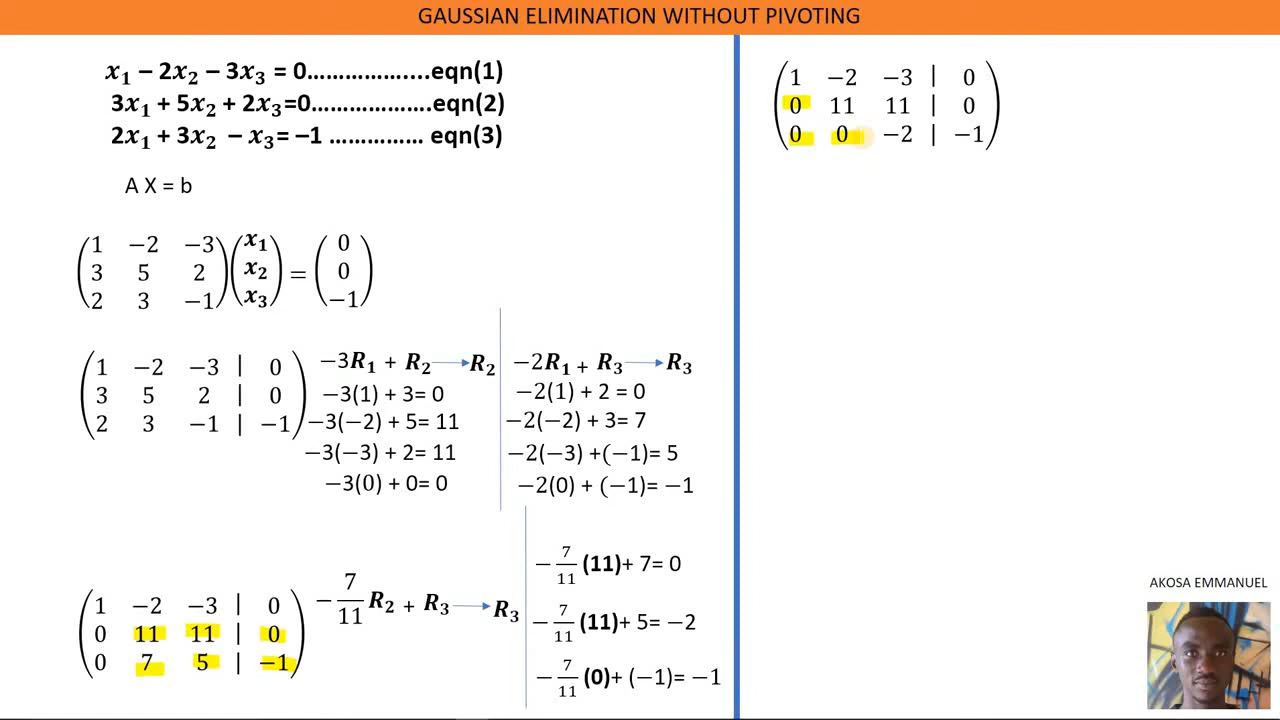 GAUSSIAN ELIMINATION WITHOUT PIVOTING
x₁ − 2x₂ − 3x₃ = 0……………....eqn(1)
3x₁ + 5x₂ + 2x₃=0………………….eqn(2)
2x₁ + 3x₂ − x₃= −1 …………… eqn(3)
A X = b
(1 −2 −3) (x₁) = (0)
(3 5 2) (x₂) (0)
(2 3 −1) (x₃) (−1)
(1 −2 −3 | 0)
(3 5 2 | 0)
(2 3 −1 | −1)
−3R₁ + R₂ → R₂
−3(1) + 3= 0
−3(−2) + 5= 11
−3(−3) + 2= 11
−3(0) + 0= 0
−2R₁ + R₃ → R₃
−2(1) + 2 = 0
−2(−2) + 3= 7
−2(−3) +(−1)= 5
−2(0) + (−1)= −1
(1 −2 −3 | 0)
(0 11 11 | 0)
(0 7 5 | −1)
−7/11 R₂ + R₃ → R₃
−7/11 (11)+ 7= 0
−7/11 (11)+ 5= −2
−7/11 (0)+ (−1)= −1
(1 −2 −3 | 0)
(0 11 11 | 0)
(0 0 −2 | −1)
AKOSA EMMANUEL